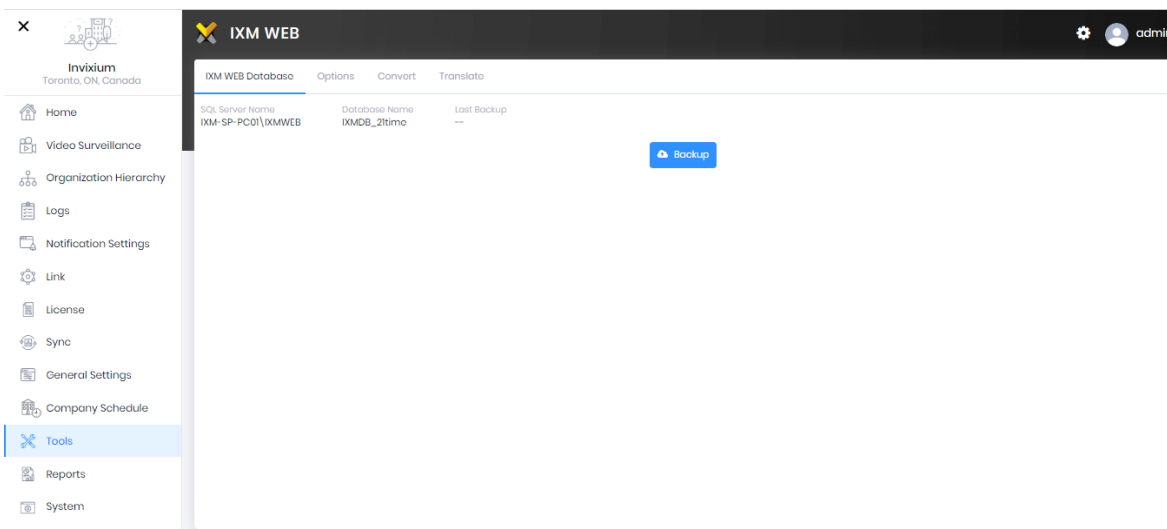 IXM WEB
admin
Invixium
Toronto, ON, Canada
Home
Video Surveillance
Organization Hierarchy
Logs
Notification Settings
Link
License
Sync
General Settings
Company Schedule
Tools
Reports
System
IXM WEB Database Options Convert Translate
SQL Server Name Database Name Last Backup
IXM-SP-PC01\IXMWEB IXMDB_21time --
Backup